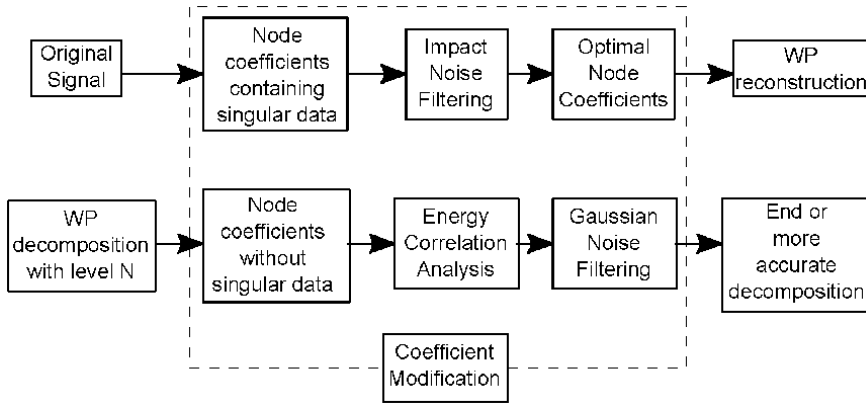 Original
Signal
Node
coefficients
containing
singular data
Impact
Noise
Filtering
Optimal
Node
Coefficients
WP
reconstruction
WP
decomposition
with level N
Node
coefficients
without
singular data
Energy
Correlation
Analysis
Gaussian
Noise
Filtering
End or
more
accurate
decomposition
Coefficient
Modification